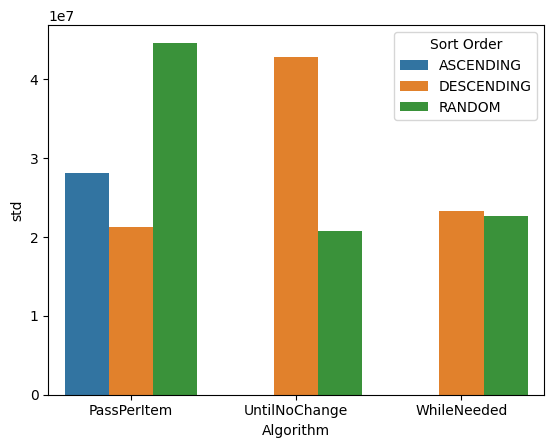 1e7
Sort Order
ASCENDING
DESCENDING
RANDOM
4
3
2
1
0
std
PassPerItem UntilNoChange WhileNeeded
Algorithm